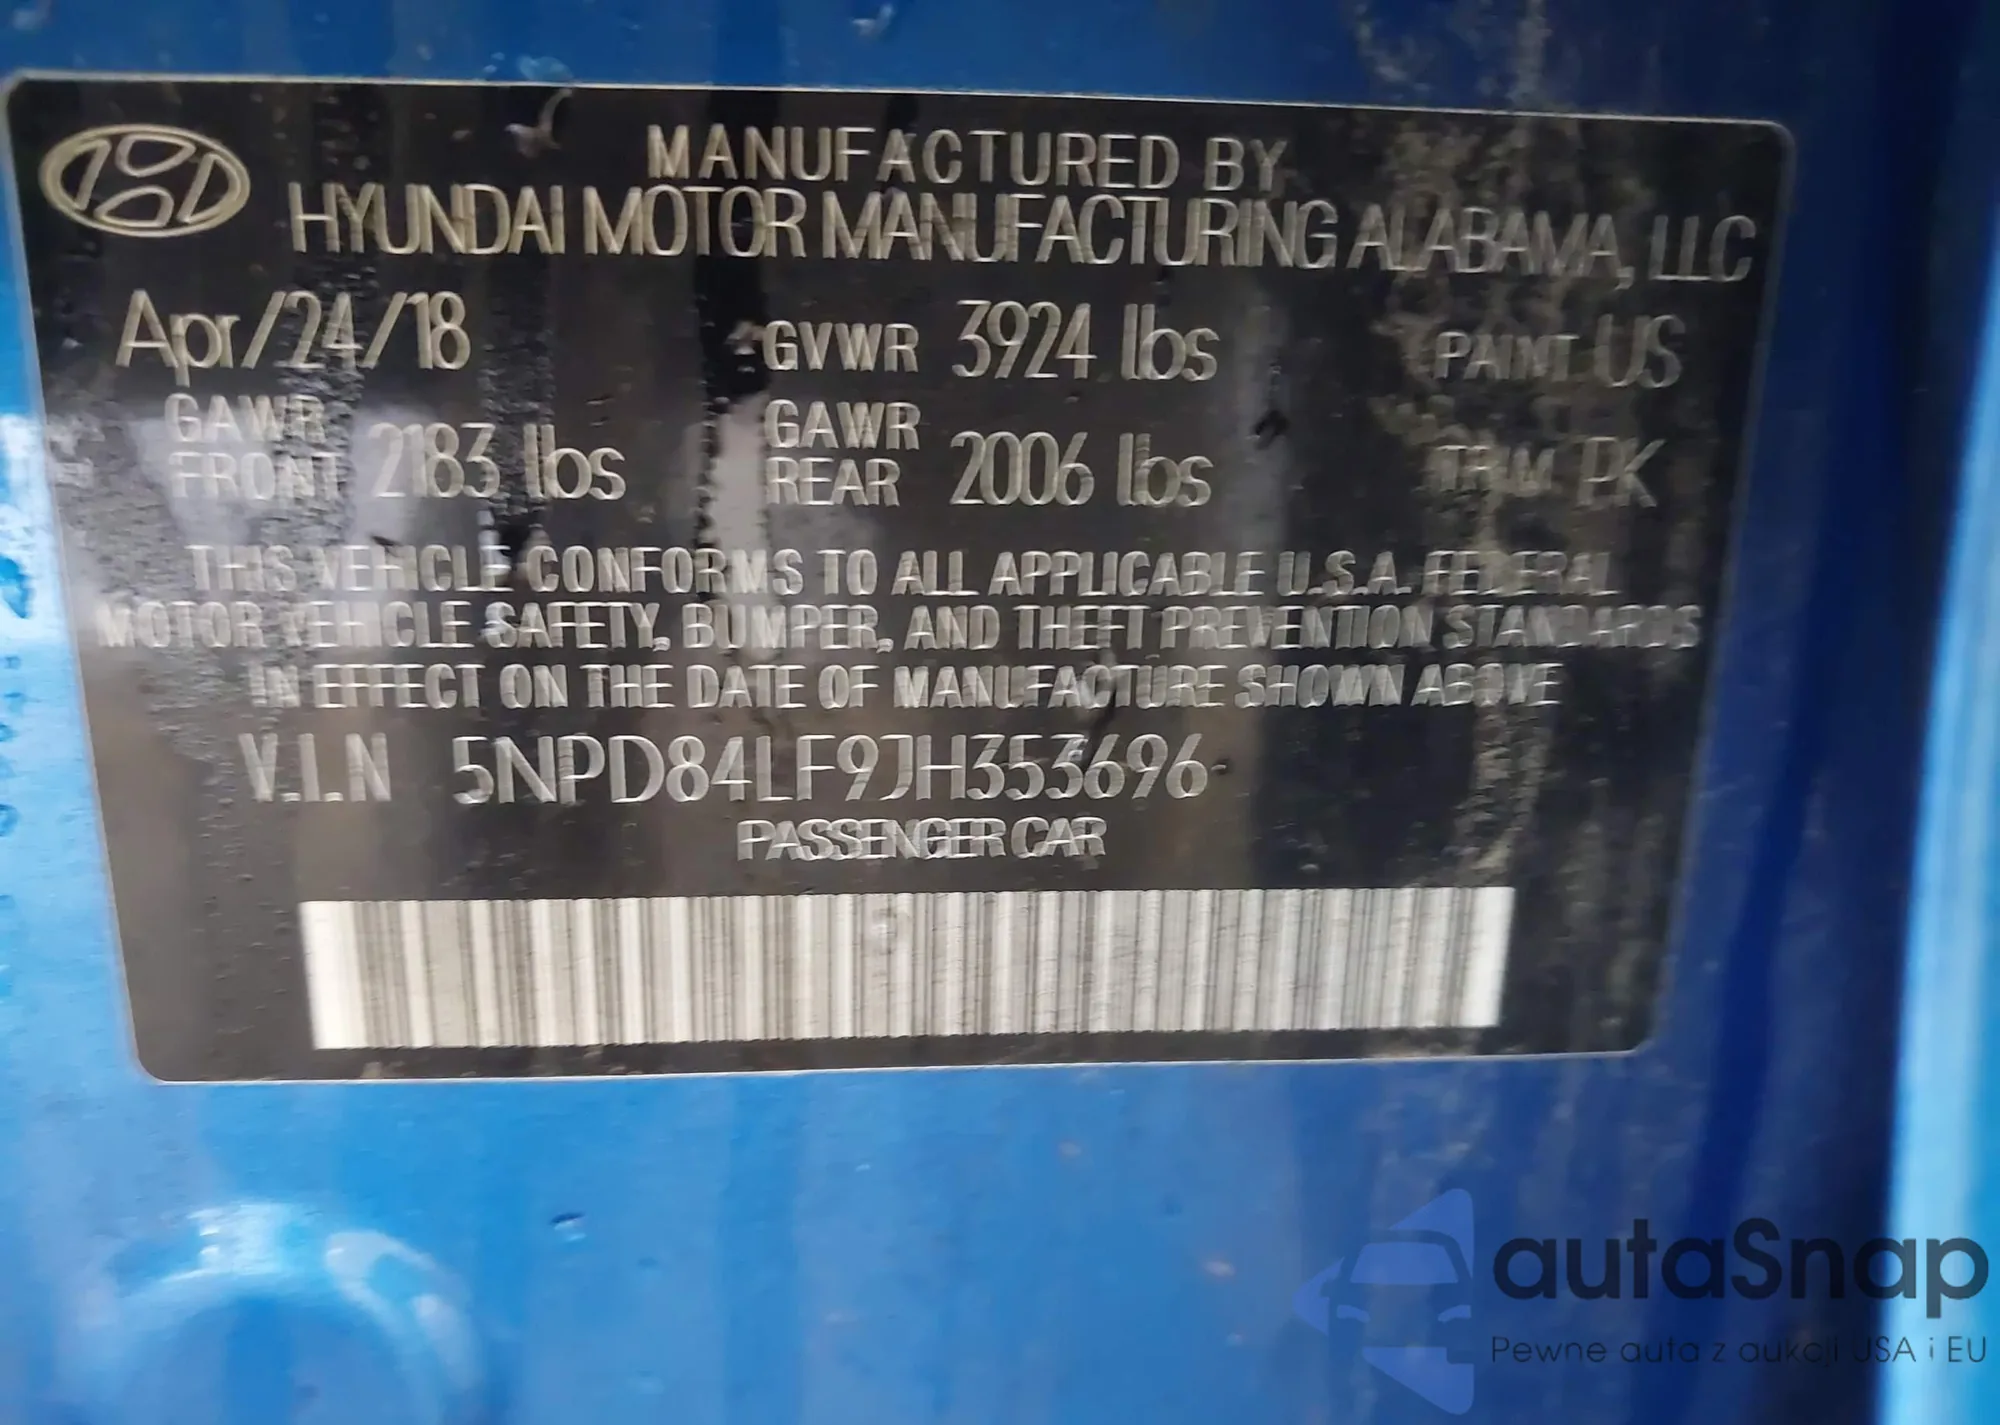 MANUFACTURED BY
HYUNDAI MOTOR MANUFACTURING ALABAMA, LLC
Apr/24/18 GVWR 3924 lbs PAINT US
GAWR FRONT 2183 lbs GAWR REAR 2006 lbs TRIM PK
THIS VEHICLE CONFORMS TO ALL APPLICABLE U.S.A. FEDERAL
MOTOR VEHICLE SAFETY, BUMPER, AND THEFT PREVENTION STANDARDS
IN EFFECT ON THE DATE OF MANUFACTURE SHOWN ABOVE
V.I.N 5NPD84LF9JH353696
PASSENGER CAR
autaSnap
Pewne auta z aukcji USA i EU